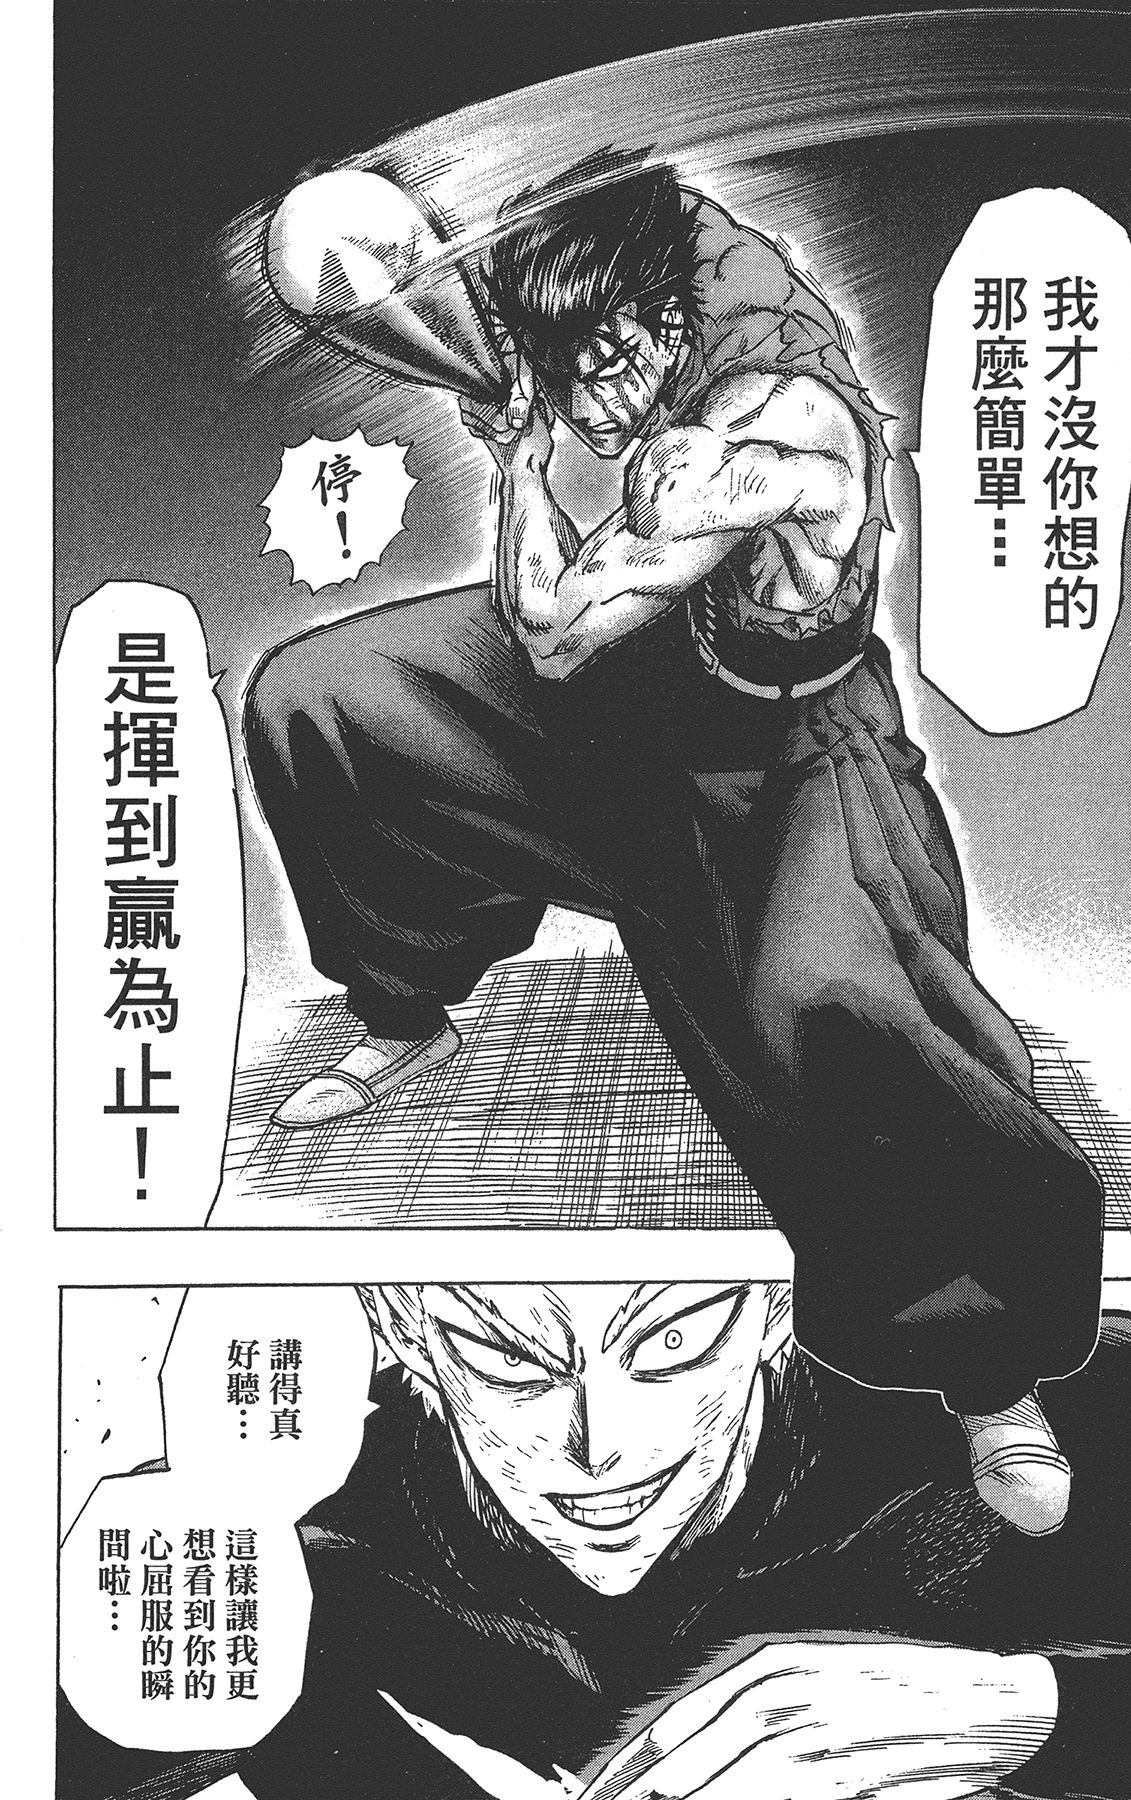 我才沒你想的
那麼簡單…
停！
是揮到贏為止！
講得真
好聽…
這樣讓我更
想看到你的
心屈服的瞬
間啦…